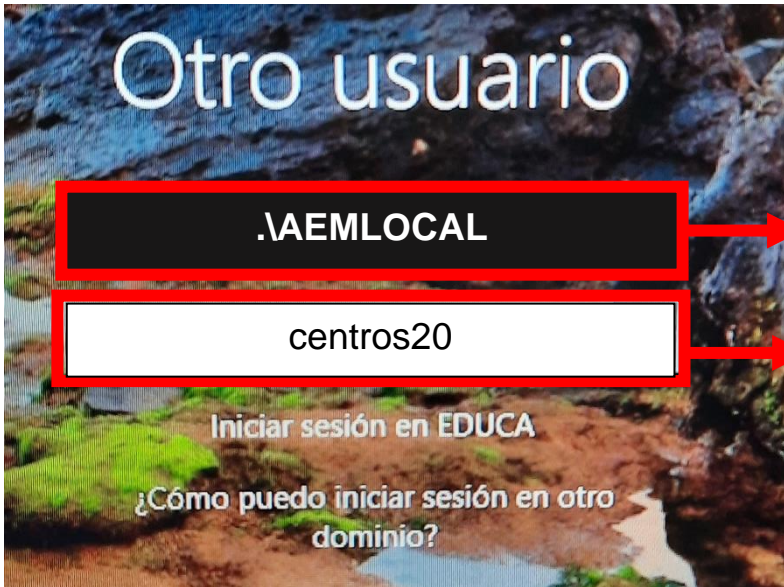 Otro usuario
.\AEMLOCAL
centros20
Iniciar sesión en EDUCA
¿Cómo puedo iniciar sesión en otro
dominio?